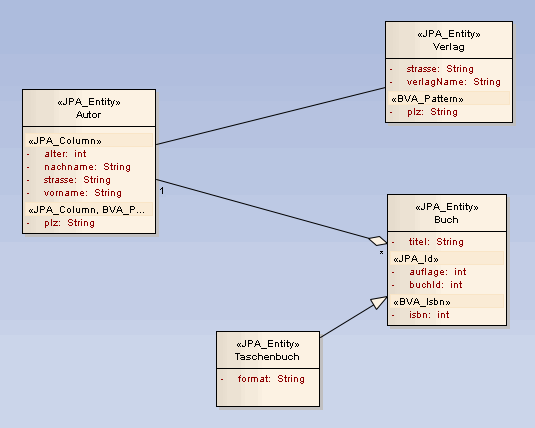 «JPA_Entity»
Verlag
- strasse: String
- verlagName: String
«BVA_Pattern»
- plz: String
«JPA_Entity»
Autor
«JPA_Column»
- alter: int
- nachname: String
- strasse: String
- vorname: String
«JPA_Column, BVA_P...
- plz: String
1
*
«JPA_Entity»
Buch
- titel: String
«JPA_Id»
- auflage: int
- buchId: int
«BVA_Isbn»
- isbn: int
«JPA_Entity»
Taschenbuch
- format: String